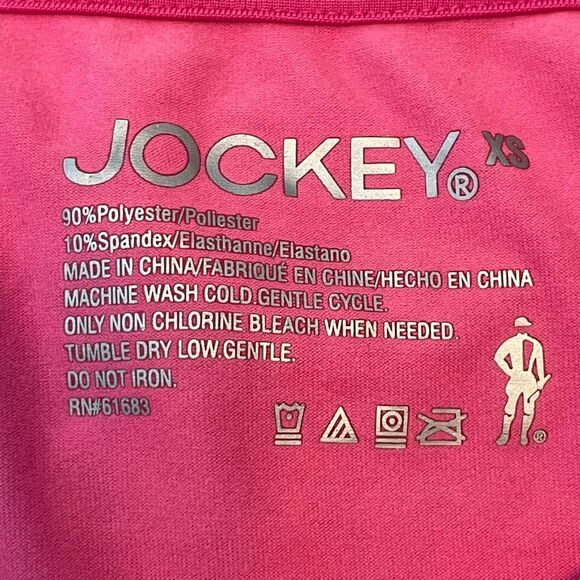 JOCKEY® XS
90%Polyester/Poliester
10%Spandex/Elasthanne/Elastano
MADE IN CHINA/FABRIQUÉ EN CHINE/HECHO EN CHINA
MACHINE WASH COLD.GENTLE CYCLE.
ONLY NON CHLORINE BLEACH WHEN NEEDED.
TUMBLE DRY LOW.GENTLE.
DO NOT IRON.
RN#61683
®